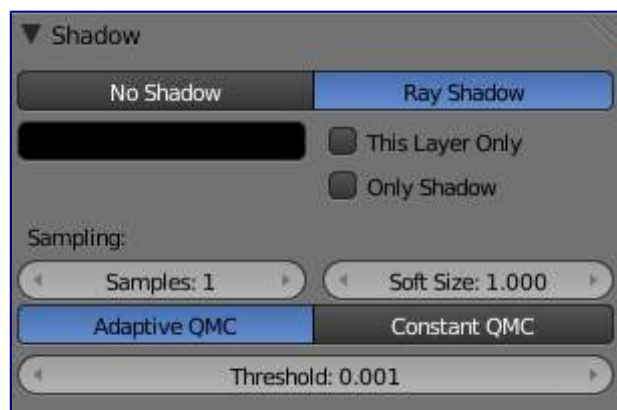 Shadow
No Shadow Ray Shadow
This Layer Only
Only Shadow
Sampling:
Samples: 1 Soft Size: 1.000
Adaptive QMC Constant QMC
Threshold: 0.001